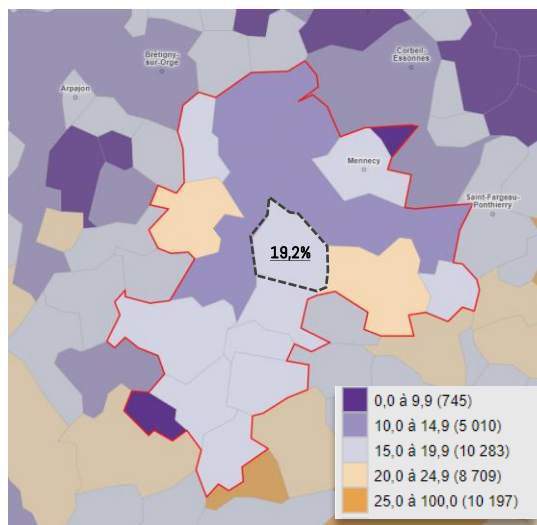 Brétigny-
sur-Orge
Corbeil-
Essonnes
Arpajon
Mennecy
Saint-Fargeau-
Ponthierry
19,2%
0,0 à 9,9 (745)
10,0 à 14,9 (5 010)
15,0 à 19,9 (10 283)
20,0 à 24,9 (8 709)
25,0 à 100,0 (10 197)